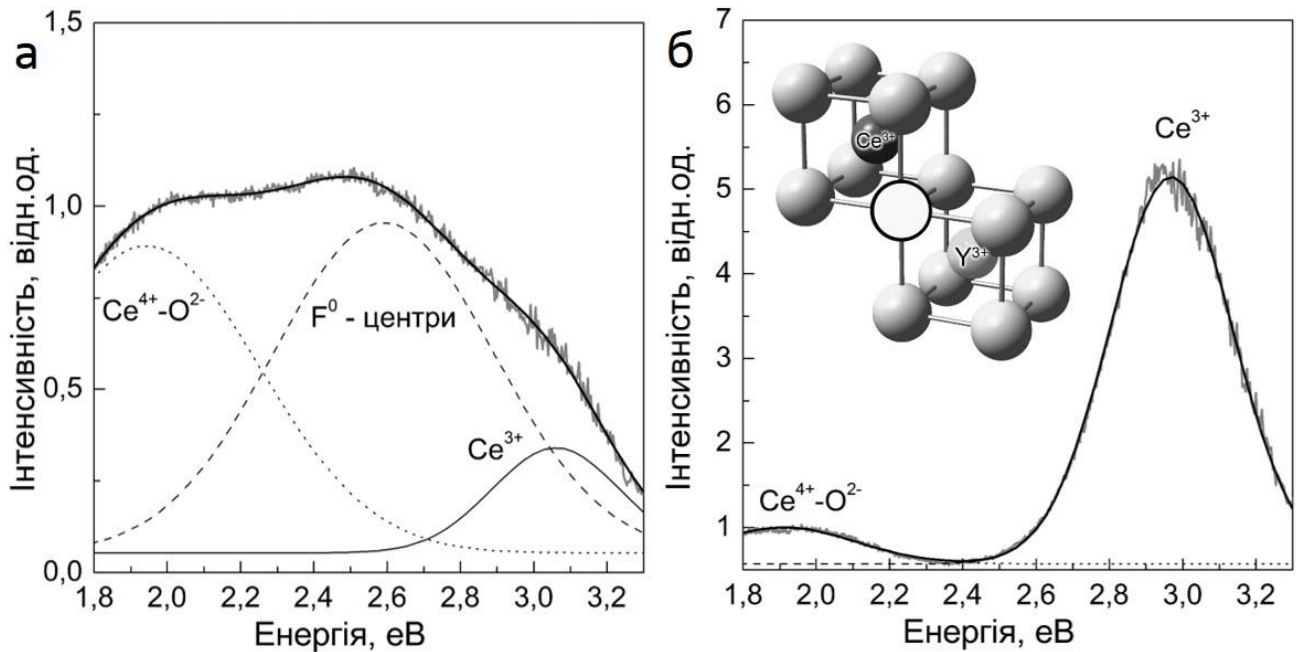 а
1,5
1,0
0,5
0,0
Інтенсивність, відн.од.
Ce⁴⁺-O²⁻
F⁰ - центри
Ce³⁺
1,8 2,0 2,2 2,4 2,6 2,8 3,0 3,2
Енергія, еВ
б
7
6
5
4
3
2
1
Інтенсивність, відн.од.
Ce³⁺
Y³⁺
Ce³⁺
Ce⁴⁺-O²⁻
1,8 2,0 2,2 2,4 2,6 2,8 3,0 3,2
Енергія, еВ